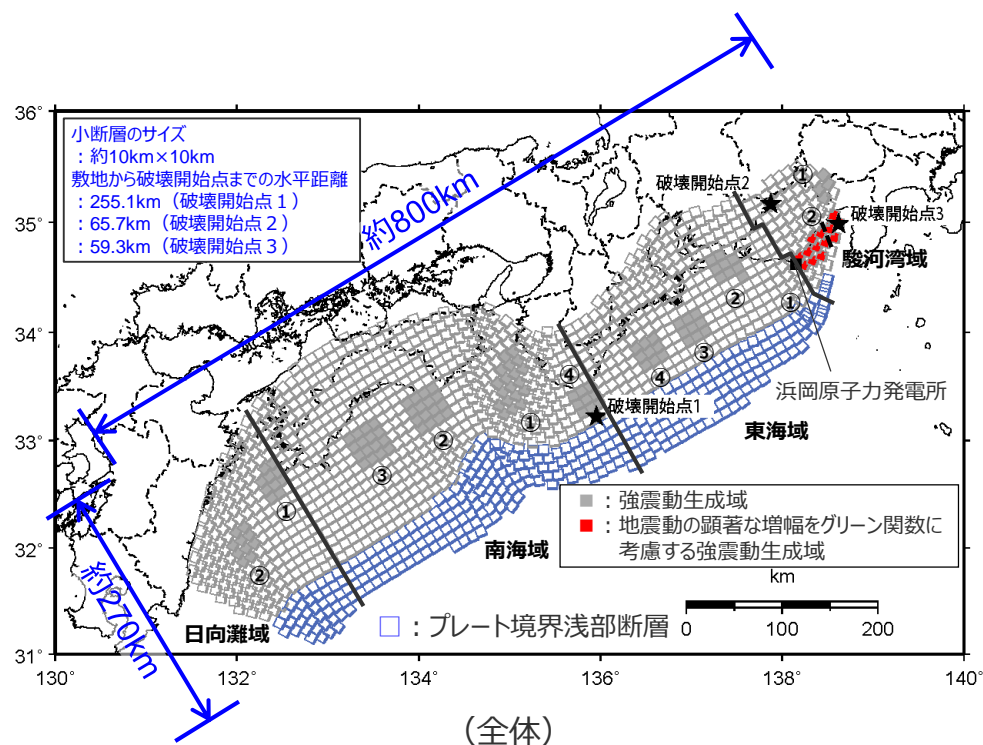 約800km
36°
35°
34°
33°
32°
31°
小断層のサイズ
：約10km×10km
敷地から破壊開始点までの水平距離
：255.1km（破壊開始点１）
：65.7km（破壊開始点２）
：59.3km（破壊開始点３）
破壊開始点2
①
②
破壊開始点3
駿河湾域
②
①
③
④
④
浜岡原子力発電所
破壊開始点1
①
東海域
②
③
①
②
：強震動生成域
：地震動の顕著な増幅をグリーン関数に
考慮する強震動生成域
南海域
km
0
100
200
約270km
日向灘域
：プレート境界浅部断層
130°
132°
134°
136°
138°
140°
（全体）